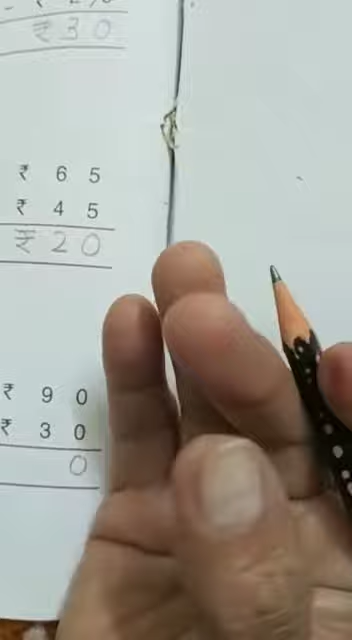 ₹ 3 0
₹ 6 5
₹ 4 5
₹ 2 0
₹ 9 0
₹ 3 0
0